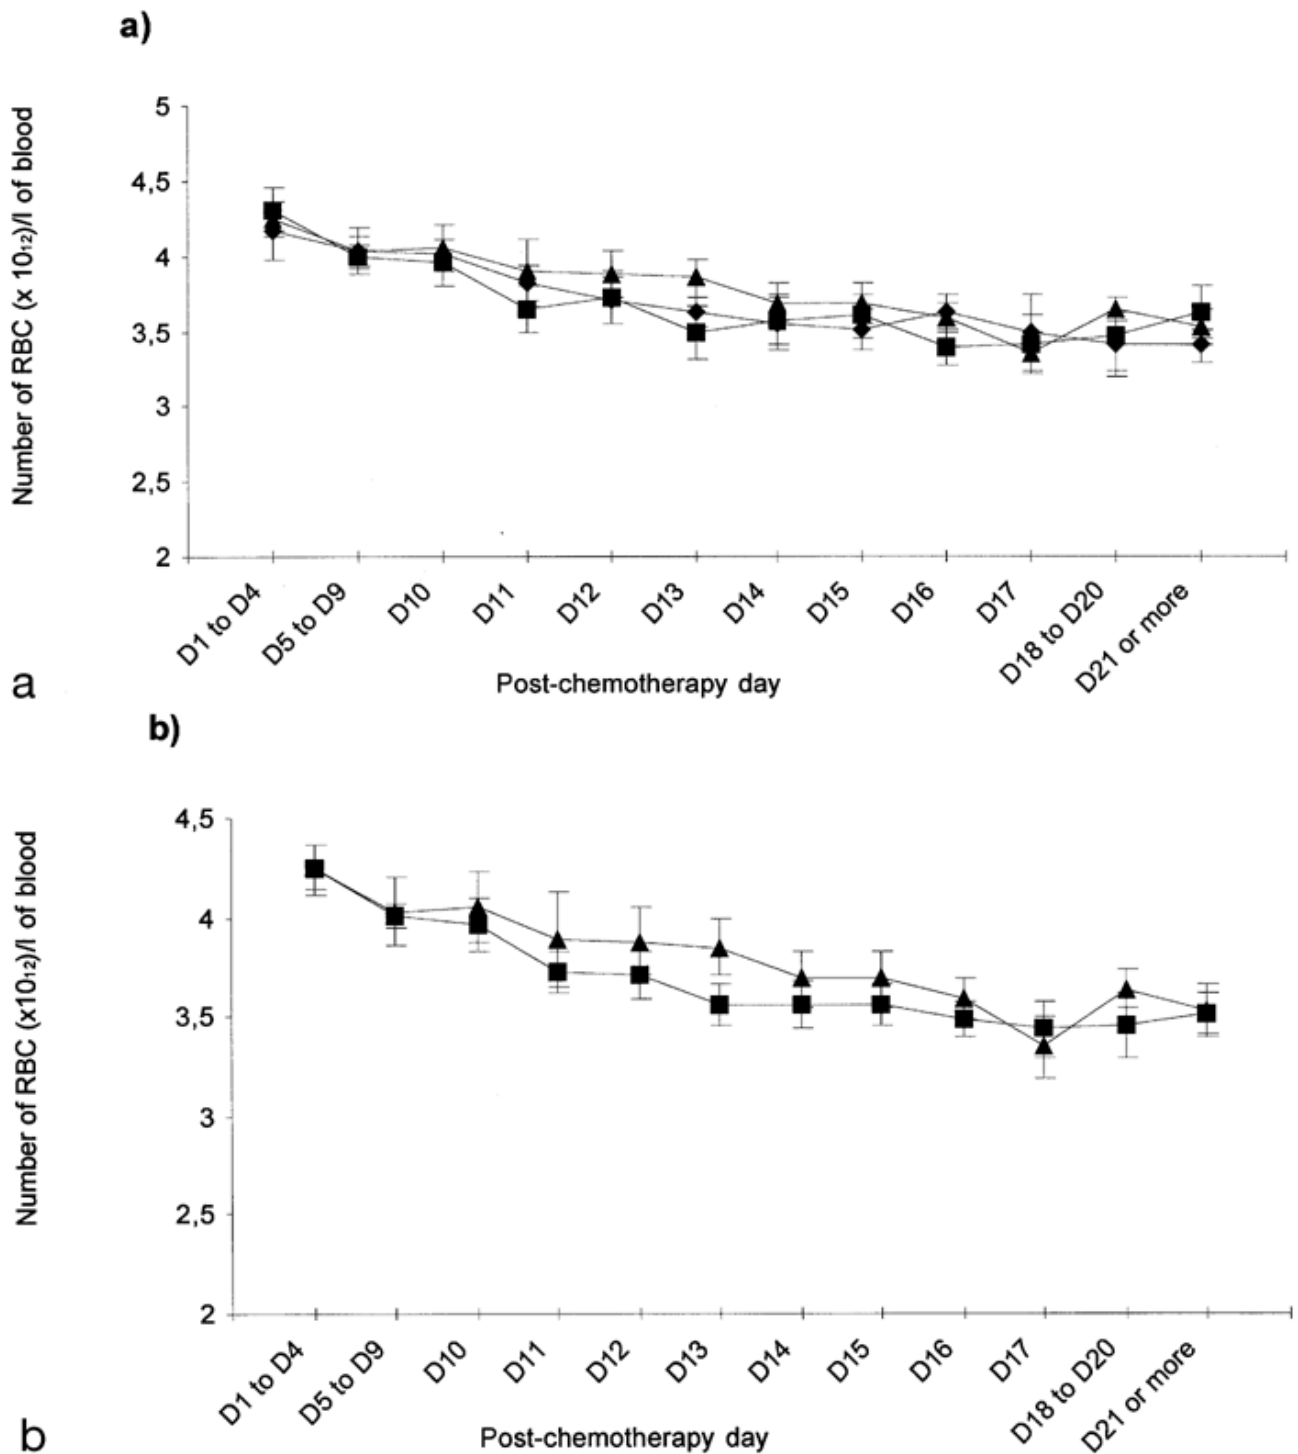 a)
Number of RBC (x 10₁₂)/l of blood
5
4,5
4
3,5
3
2,5
2
D1 to D4
D5 to D9
D10
D11
D12
D13
D14
D15
D16
D17
D18 to D20
D21 or more
Post-chemotherapy day
a
b)
Number of RBC (x10₁₂)/l of blood
4,5
4
3,5
3
2,5
2
D1 to D4
D5 to D9
D10
D11
D12
D13
D14
D15
D16
D17
D18 to D20
D21 or more
Post-chemotherapy day
b